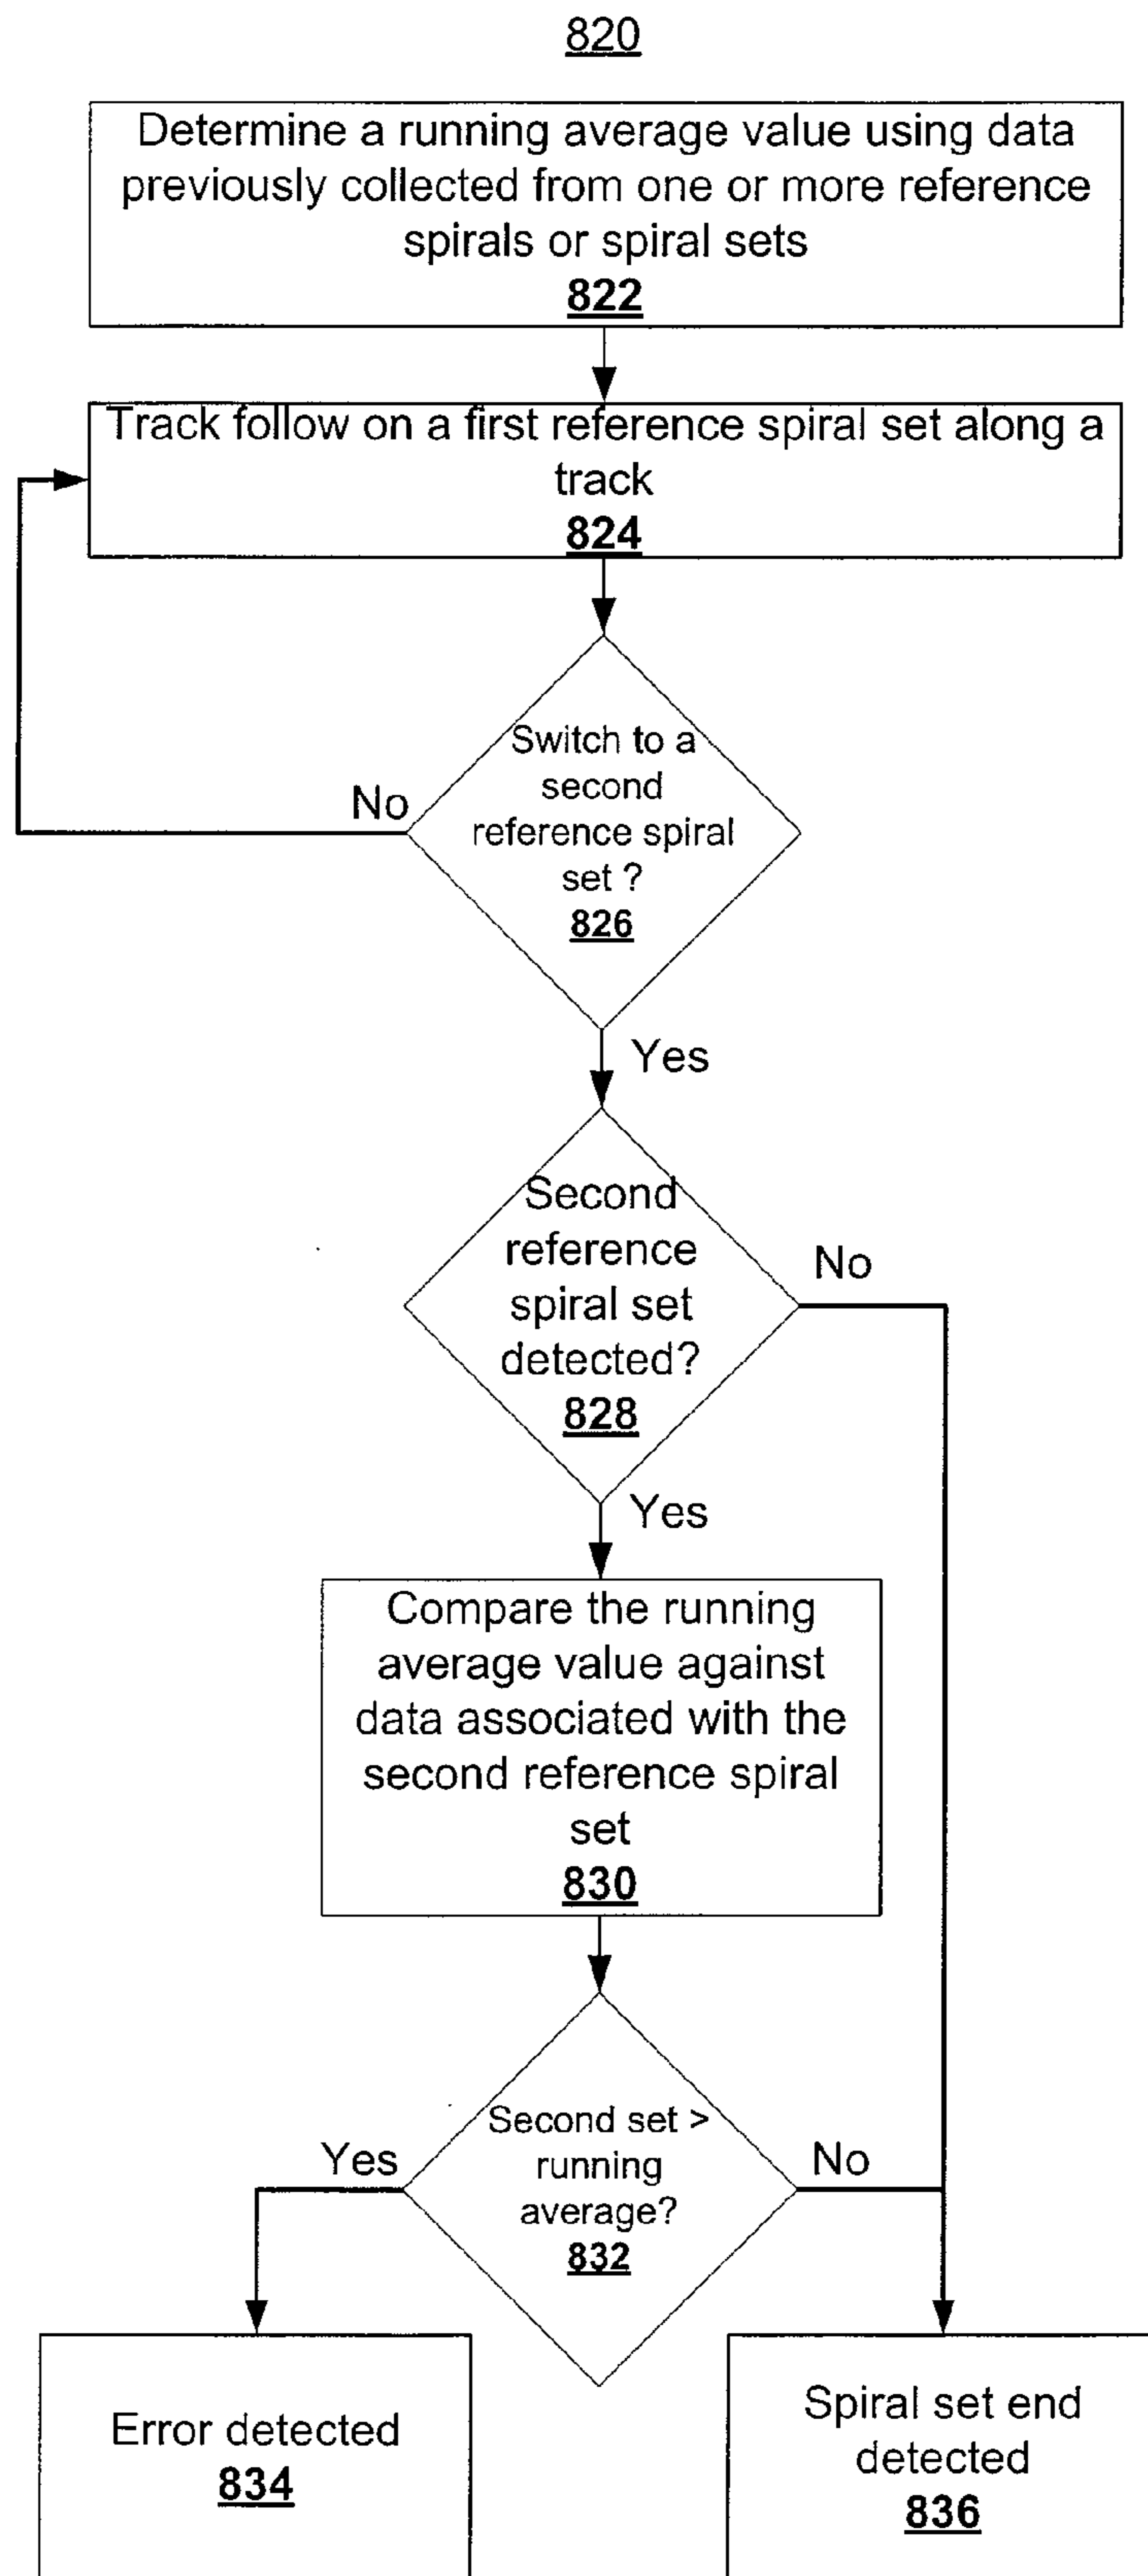 820
Determine a running average value using data
previously collected from one or more reference
spirals or spiral sets
822
Track follow on a first reference spiral set along a
track
824
Switch to a
second
reference spiral
set ?
826
No
Yes
Second
reference
spiral set
detected?
828
No
Yes
Compare the running
average value against
data associated with the
second reference spiral
set
830
Second set >
running
average?
832
Yes
No
Error detected
834
Spiral set end
detected
836